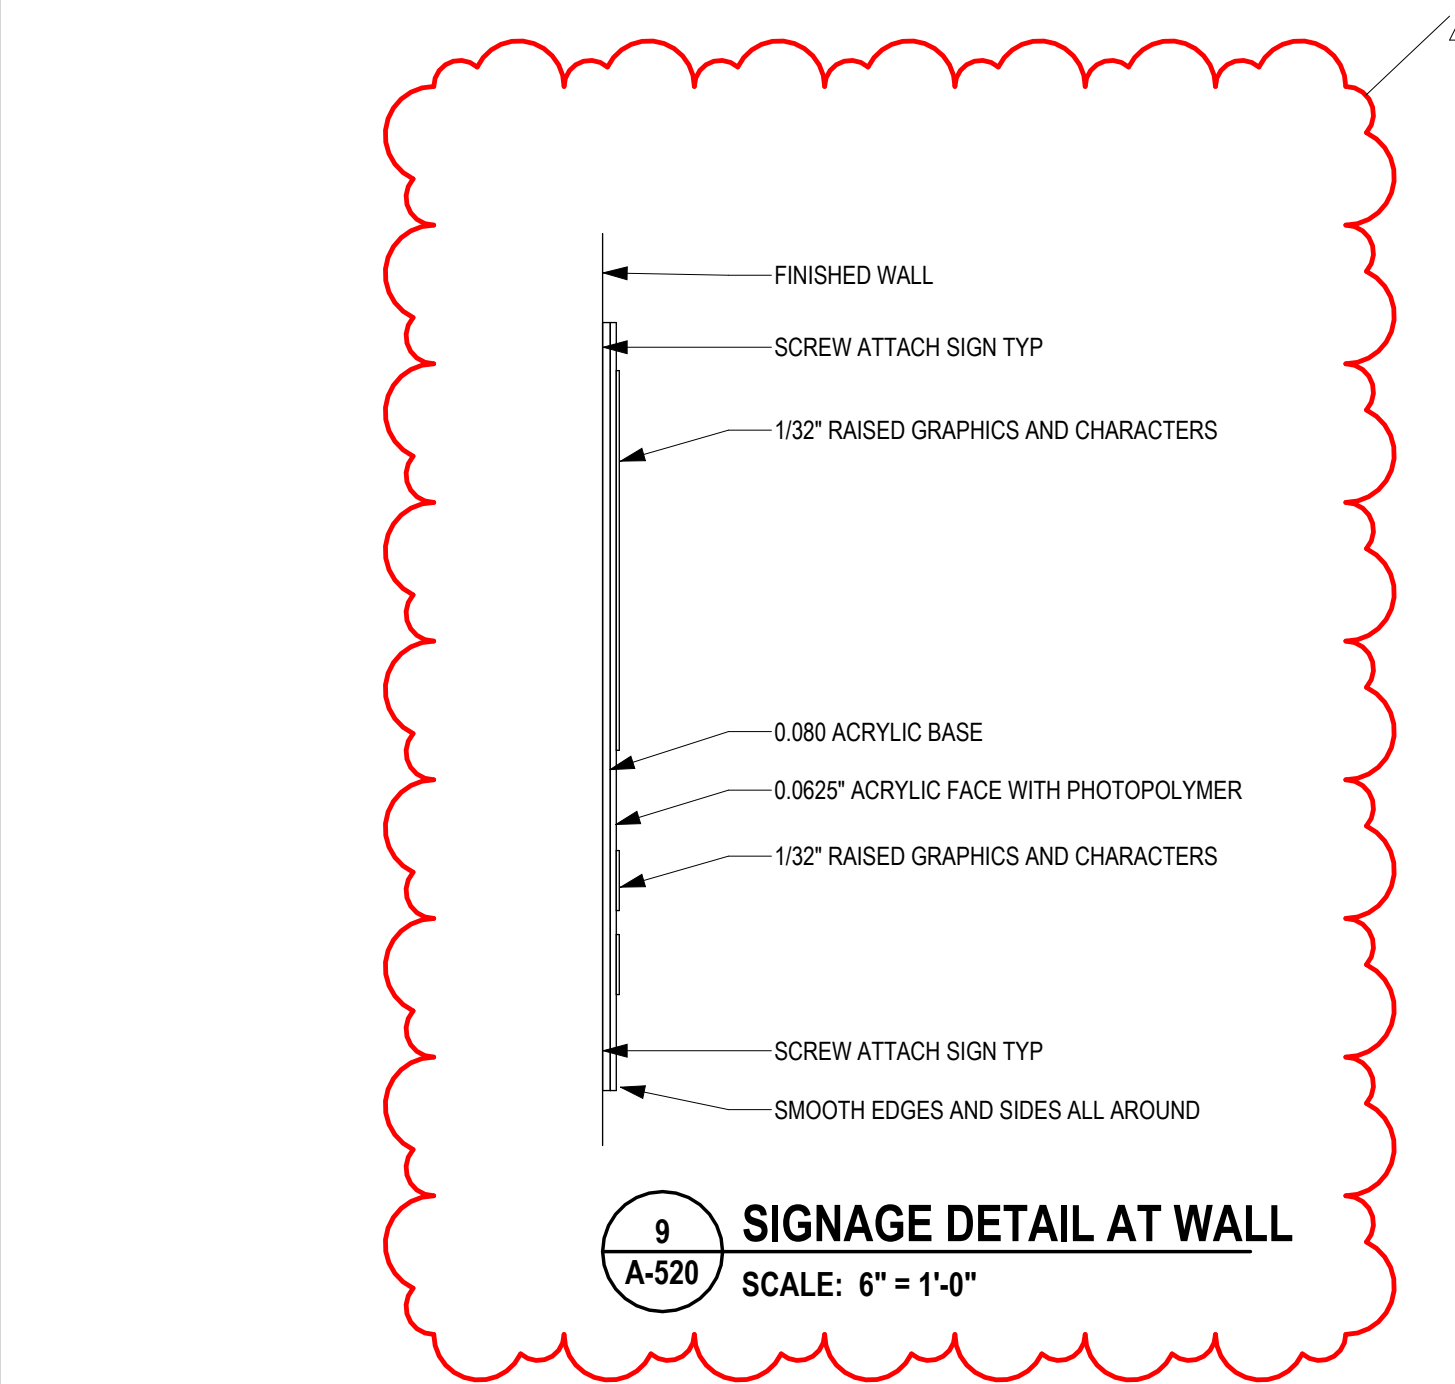 FINISHED WALL
SCREW ATTACH SIGN TYP
1/32" RAISED GRAPHICS AND CHARACTERS
0.080 ACRYLIC BASE
0.0625" ACRYLIC FACE WITH PHOTOPOLYMER
1/32" RAISED GRAPHICS AND CHARACTERS
SCREW ATTACH SIGN TYP
SMOOTH EDGES AND SIDES ALL AROUND
9
A-520
SIGNAGE DETAIL AT WALL
SCALE: 6" = 1'-0"